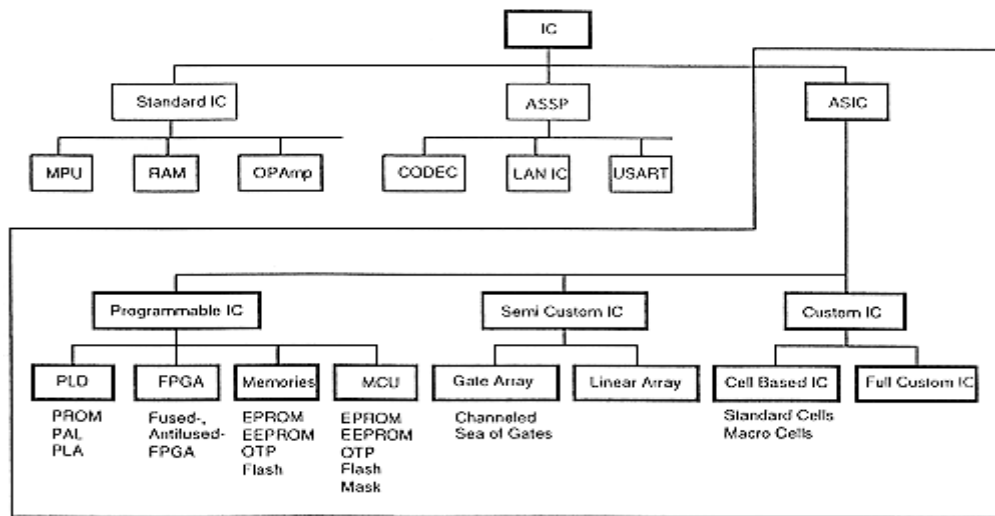 IC
Standard IC
ASSP
ASIC
MPU
RAM
OPAmp
CODEC
LAN IC
USART
Programmable IC
Semi Custom IC
Custom IC
PLD
FPGA
Memories
MCU
Gate Array
Linear Array
Cell Based IC
Full Custom IC
PROM
PAL
PLA
Fused-,
Antifused-
FPGA
EPROM
EEPROM
OTP
Flash
EPROM
EEPROM
OTP
Flash
Mask
Channeled
Sea of Gates
Standard Cells
Macro Cells